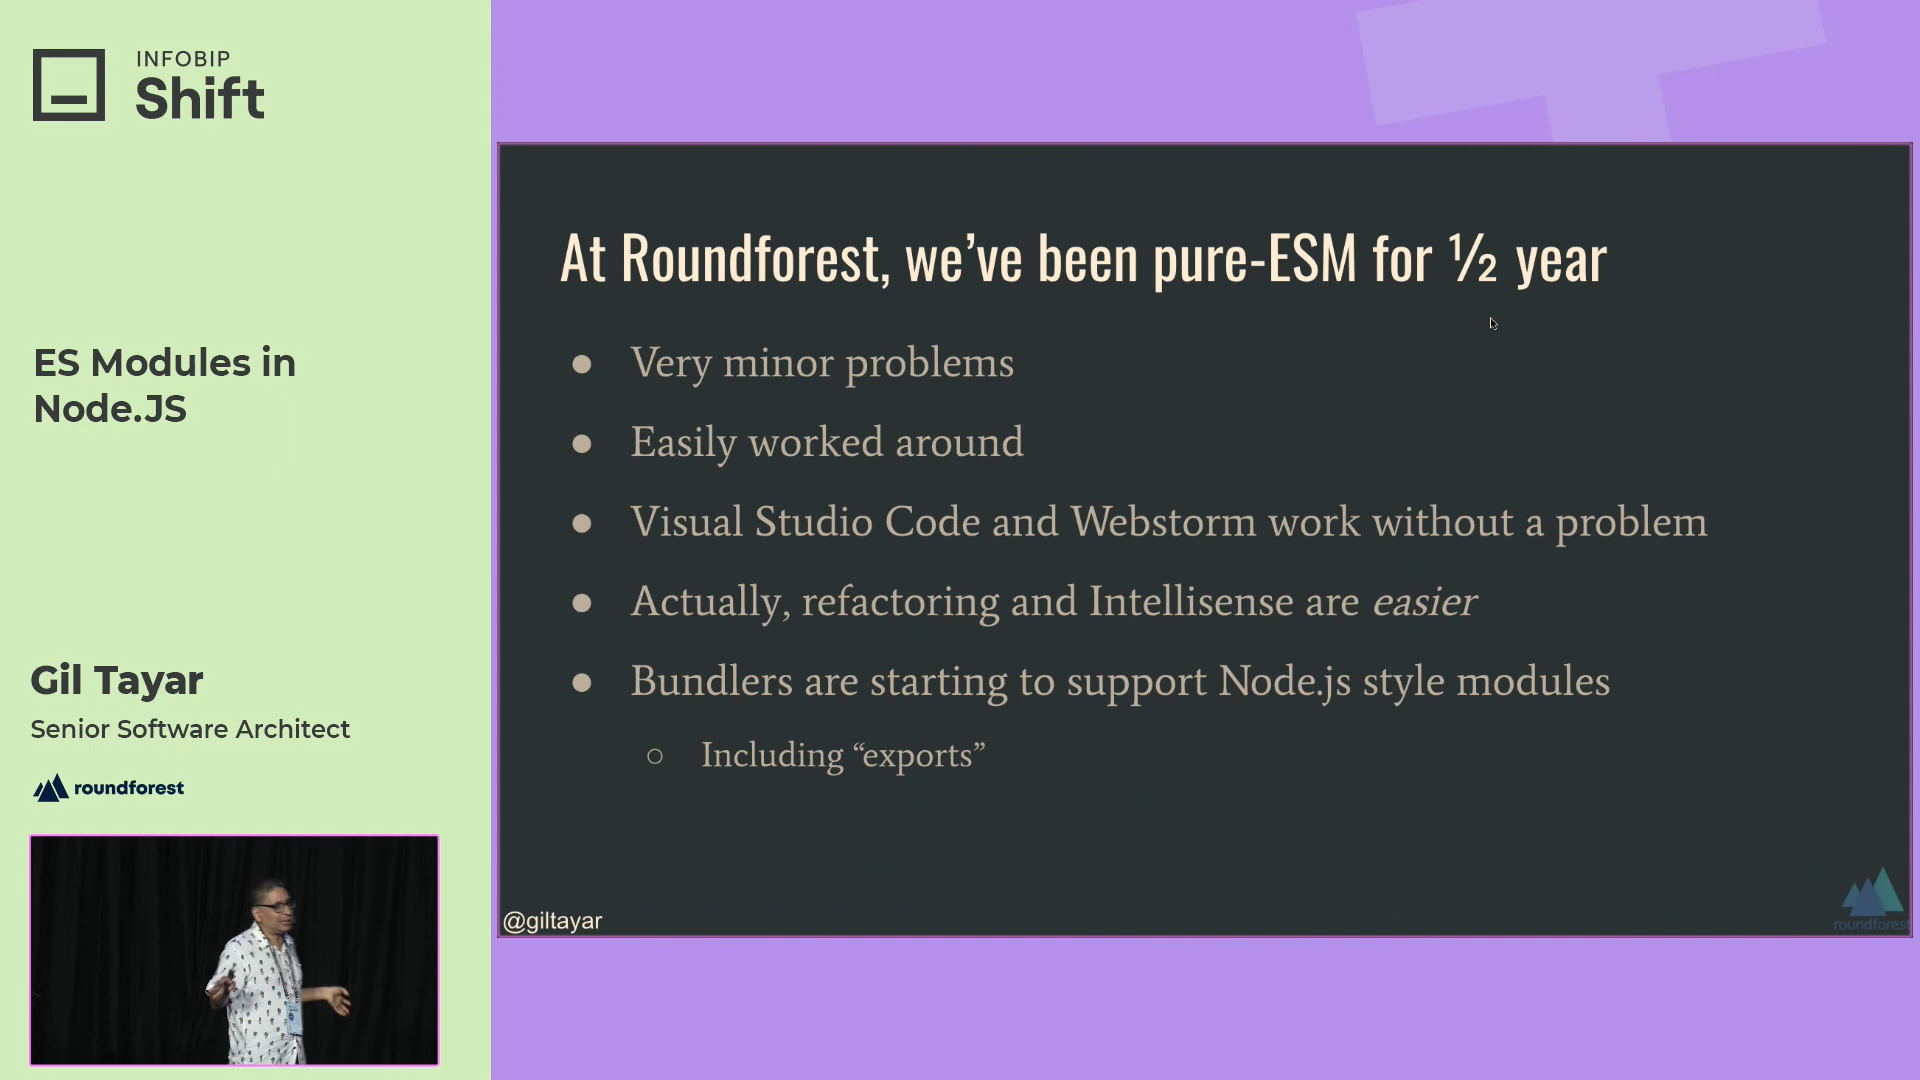 INFOBIP
Shift
ES Modules in
Node.JS
Gil Tayar
Senior Software Architect
roundforest
At Roundforest, we’ve been pure-ESM for ½ year
● Very minor problems
● Easily worked around
● Visual Studio Code and Webstorm work without a problem
● Actually, refactoring and Intellisense are easier
● Bundlers are starting to support Node.js style modules
○ Including “exports”
@giltayar
roundforest